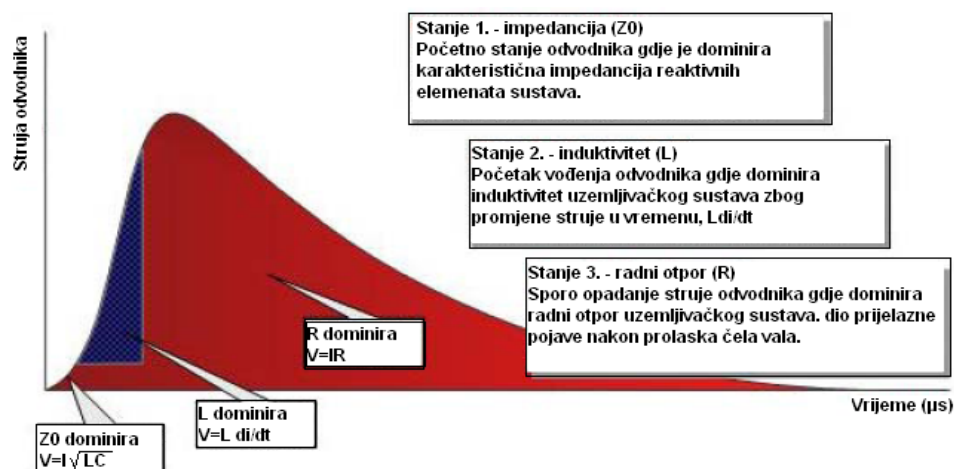 Stanje 1. - impedancija (Z0)
Početno stanje odvodnika gdje je dominira
karakteristična impedancija reaktivnih
elemenata sustava.
Stanje 2. - induktivitet (L)
Početak vođenja odvodnika gdje dominira
induktivitet uzemljivačkog sustava zbog
promjene struje u vremenu, Ldi/dt
Stanje 3. - radni otpor (R)
Sporo opadanje struje odvodnika gdje dominira
radni otpor uzemljivačkog sustava. dio prijelazne
pojave nakon prolaska čela vala.
Struja odvodnika
R dominira
V=IR
L dominira
V=L di/dt
Z0 dominira
V=I√LC
Vrijeme (µs)